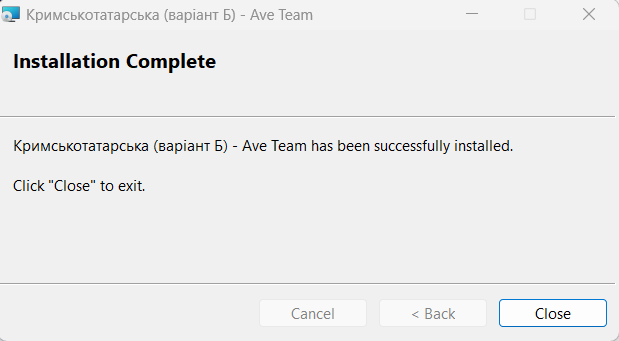 Кримськотатарська (варіант Б) - Ave Team
Installation Complete
Кримськотатарська (варіант Б) - Ave Team has been successfully installed.
Click "Close" to exit.
Cancel
< Back
Close